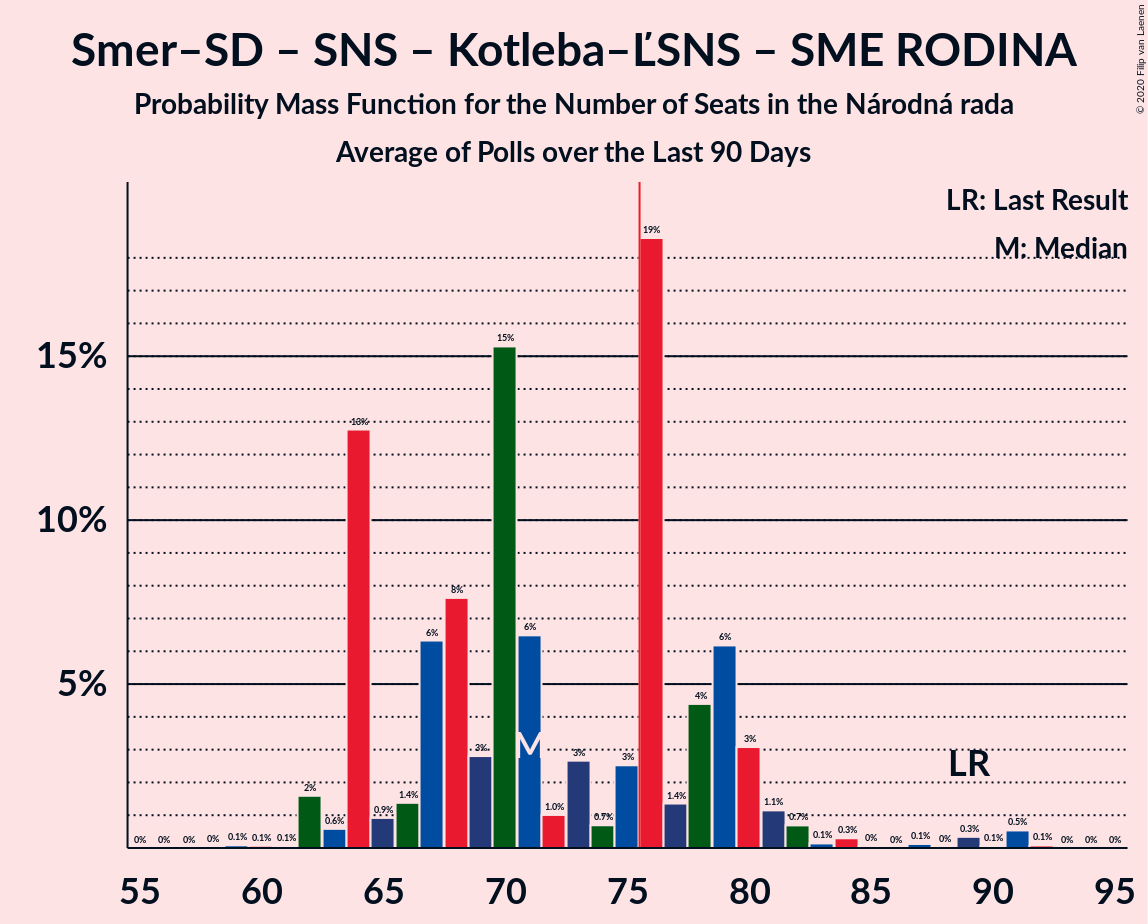 Smer–SD – SNS – Kotleba–ĽSNS – SME RODINA
Probability Mass Function for the Number of Seats in the Národná rada
Average of Polls over the Last 90 Days
© 2020 Filip van Laenen
LR: Last Result
M: Median
15%
10%
5%
0% 0% 0% 0% 0.1% 0.1% 0.1% 2% 0.6% 13% 0.9% 1.4% 6% 8% 3% 15% 6% 1.0% 3% 0.7% 3% 19% 1.4% 4% 6% 3% 1.1% 0.7% 0.1% 0.3% 0% 0% 0.1% 0% 0.3% 0.1% 0.5% 0.1% 0% 0% 0%
M
LR
55 60 65 70 75 80 85 90 95